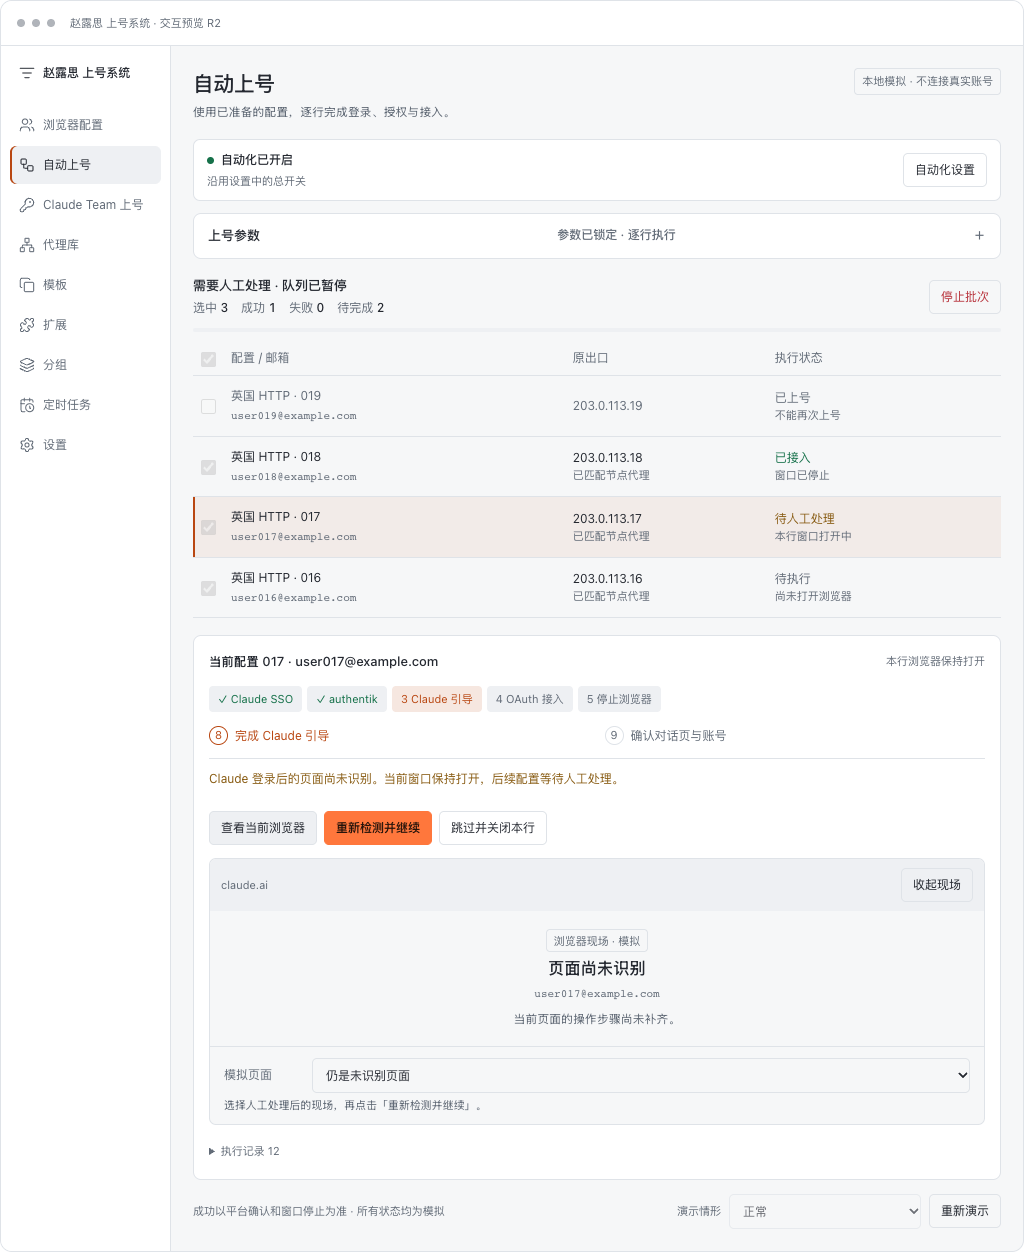 赵露思 上号系统 · 交互预览 R2
赵露思 上号系统
浏览器配置
自动上号
Claude Team 上号
代理库
模板
扩展
分组
定时任务
设置
自动上号
本地模拟 · 不连接真实账号
使用已准备的配置，逐行完成登录、授权与接入。
自动化已开启
沿用设置中的总开关
自动化设置
上号参数
参数已锁定 · 逐行执行
+
需要人工处理 · 队列已暂停
选中 3 成功 1 失败 0 待完成 2
停止批次
配置 / 邮箱 原出口 执行状态
英国 HTTP · 019
user019@example.com
203.0.113.19
已上号
不能再次上号
英国 HTTP · 018
user018@example.com
203.0.113.18
已匹配节点代理
已接入
窗口已停止
英国 HTTP · 017
user017@example.com
203.0.113.17
已匹配节点代理
待人工处理
本行窗口打开中
英国 HTTP · 016
user016@example.com
203.0.113.16
已匹配节点代理
待执行
尚未打开浏览器
当前配置 017 · user017@example.com
本行浏览器保持打开
✓ Claude SSO
✓ authentik
3 Claude 引导
4 OAuth 接入
5 停止浏览器
8 完成 Claude 引导
9 确认对话页与账号
Claude 登录后的页面尚未识别。当前窗口保持打开，后续配置等待人工处理。
查看当前浏览器
重新检测并继续
跳过并关闭本行
claude.ai
收起现场
浏览器现场 · 模拟
页面尚未识别
user017@example.com
当前页面的操作步骤尚未补齐。
模拟页面
仍是未识别页面
选择人工处理后的现场，再点击「重新检测并继续」。
执行记录 12
成功以平台确认和窗口停止为准 · 所有状态均为模拟
演示情形
正常
重新演示